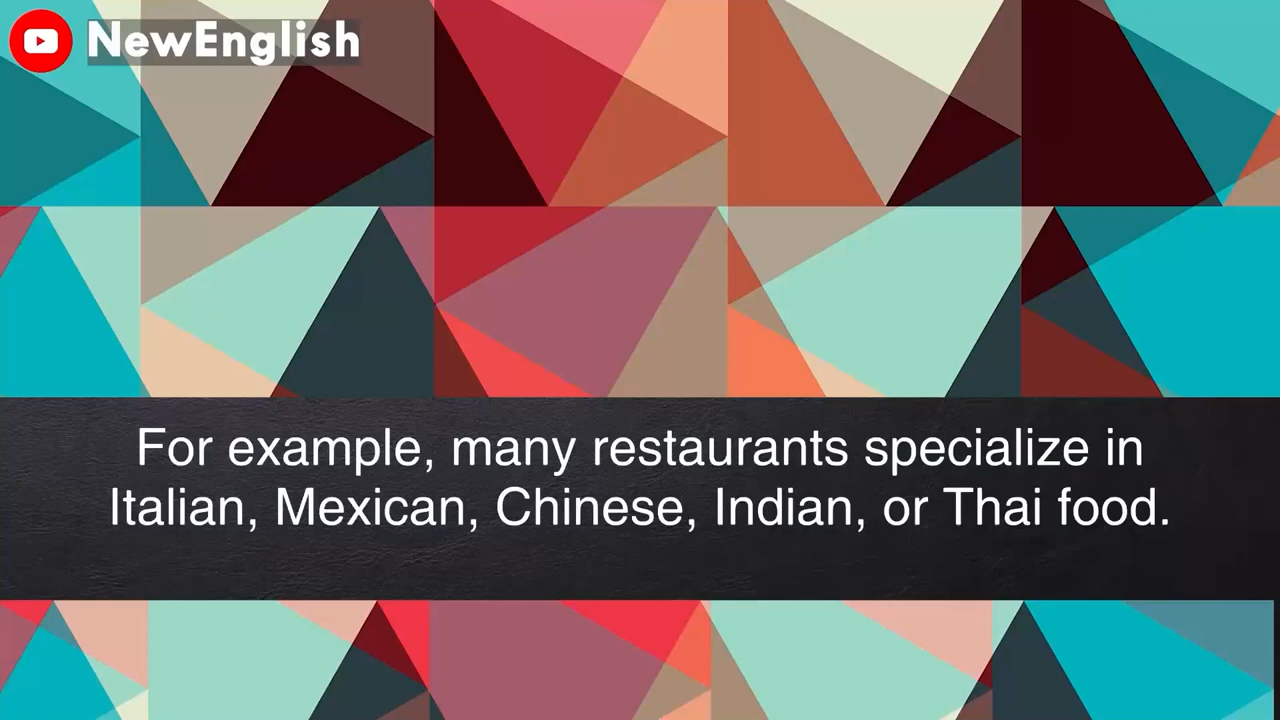 NewEnglish
For example, many restaurants specialize in
Italian, Mexican, Chinese, Indian, or Thai food.